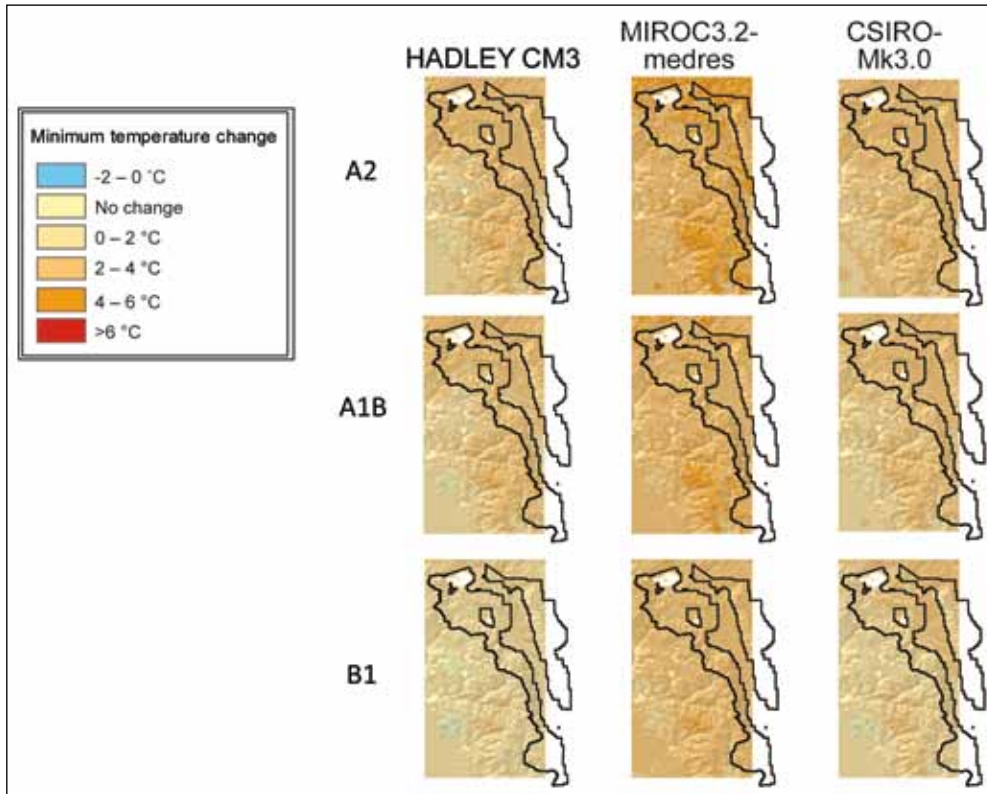 HADLEY CM3
MIROC3.2-
medres
CSIRO-
Mk3.0
Minimum temperature change
-2 – 0 °C
No change
0 – 2 °C
2 – 4 °C
4 – 6 °C
>6 °C
A2
A1B
B1